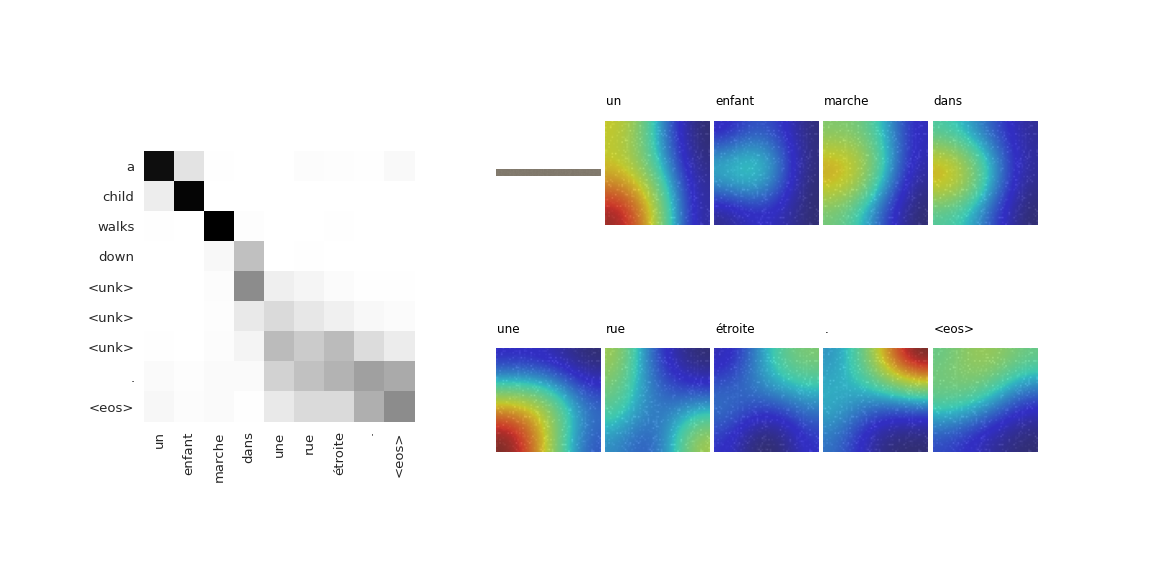 a
child
walks
down
<unk>
<unk>
<unk>
.
<eos>
un
enfant
marche
dans
une
rue
étroite
.
<eos>
un enfant marche dans
une rue étroite . <eos>